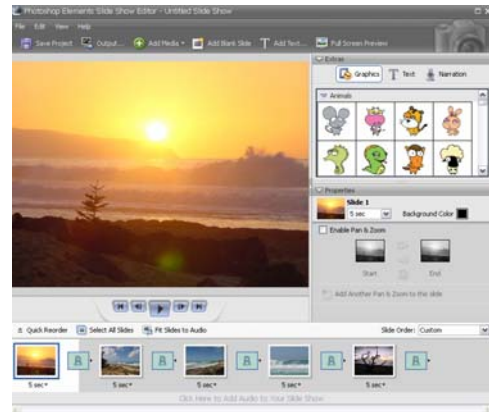 Photoshop Elements Slide Show Editor - Untitled Slide Show
File Edit View Help
Save Project Output... Add Media Add Blank Slide Add Text... Full Screen Preview
Extras
Graphics Text Narration
Animals
Properties
Slide 1
5 sec Background Color
Enable Pan & Zoom
Start End
Add Another Pan & Zoom to this slide
Quick Reorder Select All Slides Fit Slides to Audio Slide Order: Custom
5 sec 5 sec 5 sec 5 sec 5 sec
Click Here to Add Audio to Your Slide Show